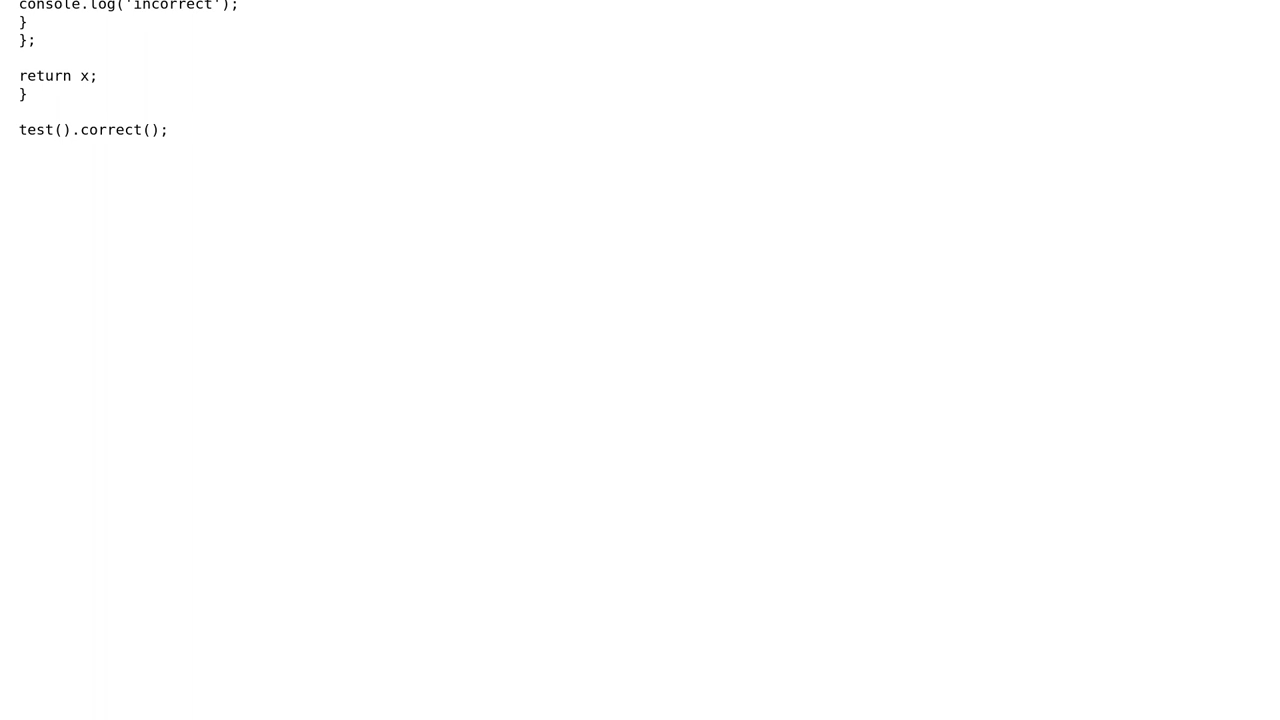 console.log('incorrect');
}
};
return x;
}
test().correct();